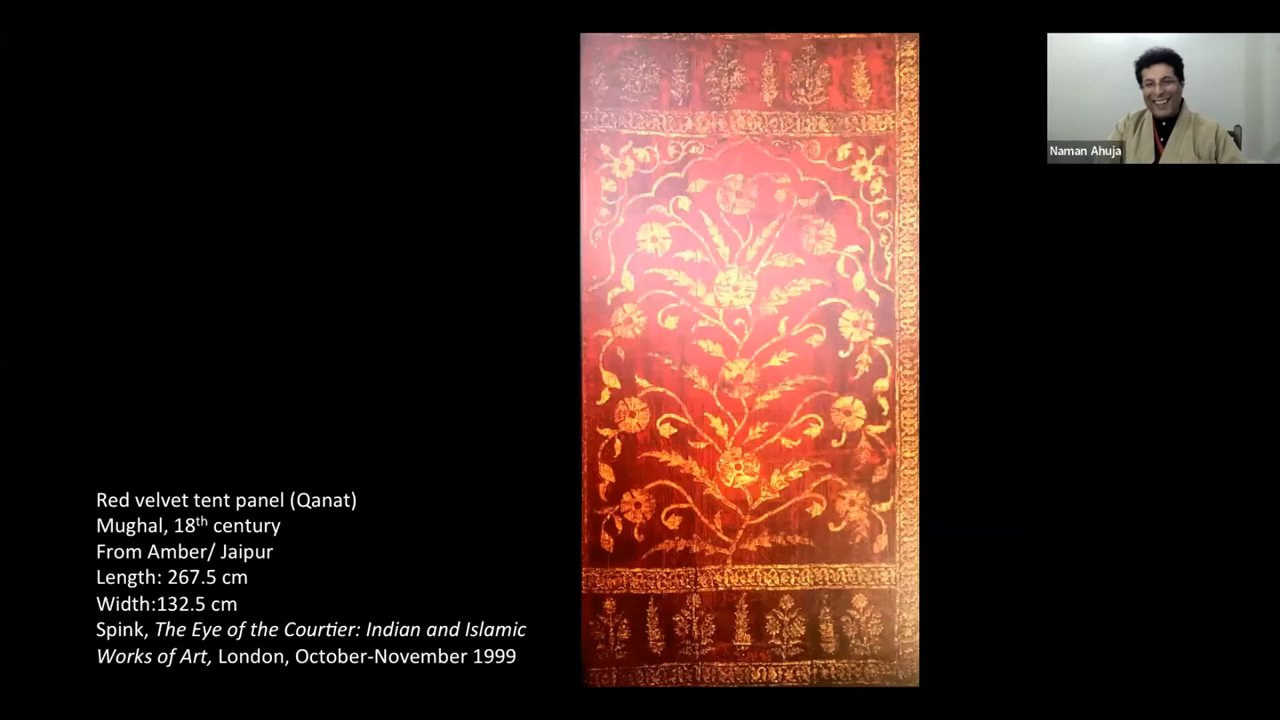 Naman Ahuja
Red velvet tent panel (Qanat)
Mughal, 18th century
From Amber/ Jaipur
Length: 267.5 cm
Width:132.5 cm
Spink, The Eye of the Courtier: Indian and Islamic
Works of Art, London, October-November 1999